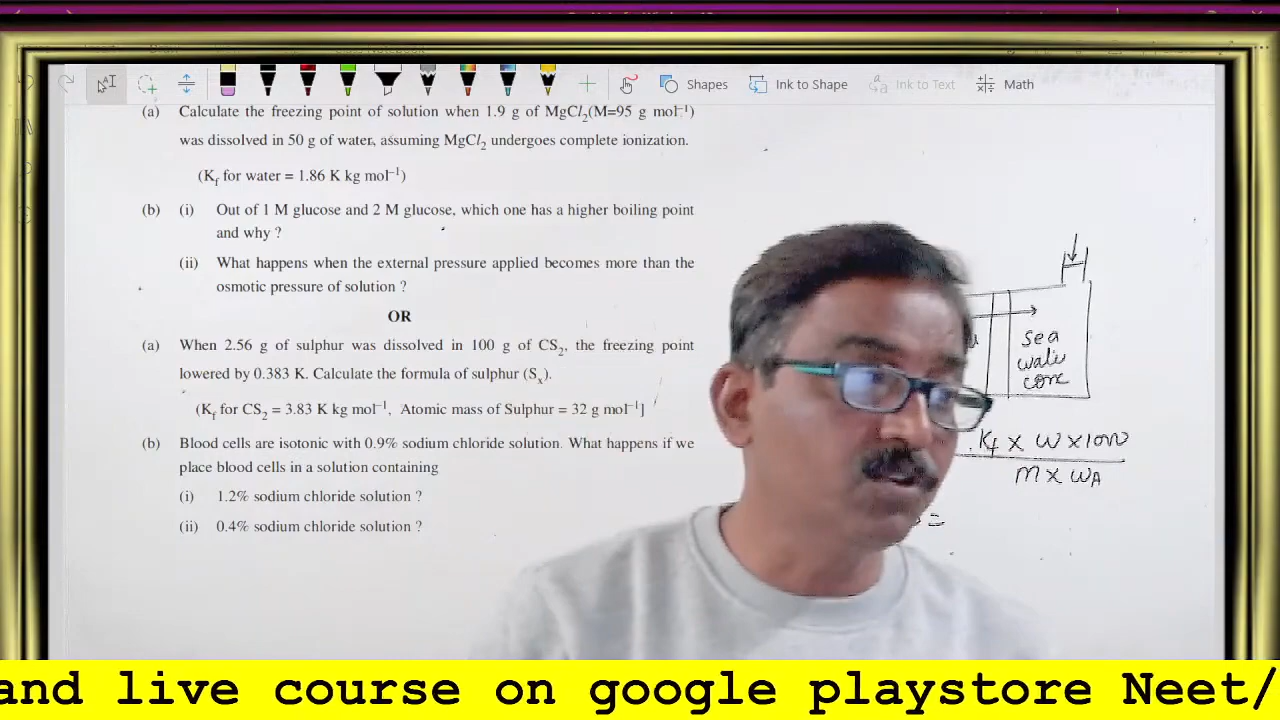 Shapes Ink to Shape Ink to Text Math
(a) Calculate the freezing point of solution when 1.9 g of MgCl₂(M=95 g mol⁻¹)
was dissolved in 50 g of water, assuming MgCl₂ undergoes complete ionization.
(Kf for water = 1.86 K kg mol⁻¹)
(b) (i) Out of 1 M glucose and 2 M glucose, which one has a higher boiling point
and why ?
(ii) What happens when the external pressure applied becomes more than the
osmotic pressure of solution ?
OR
(a) When 2.56 g of sulphur was dissolved in 100 g of CS₂, the freezing point
lowered by 0.383 K. Calculate the formula of sulphur (Sₓ).
(Kf for CS₂ = 3.83 K kg mol⁻¹, Atomic mass of Sulphur = 32 g mol⁻¹]
(b) Blood cells are isotonic with 0.9% sodium chloride solution. What happens if we
place blood cells in a solution containing
(i) 1.2% sodium chloride solution ?
(ii) 0.4% sodium chloride solution ?
sea
conc
Kf x w x 1000
M x wA
=
and live course on google playstore Neet/